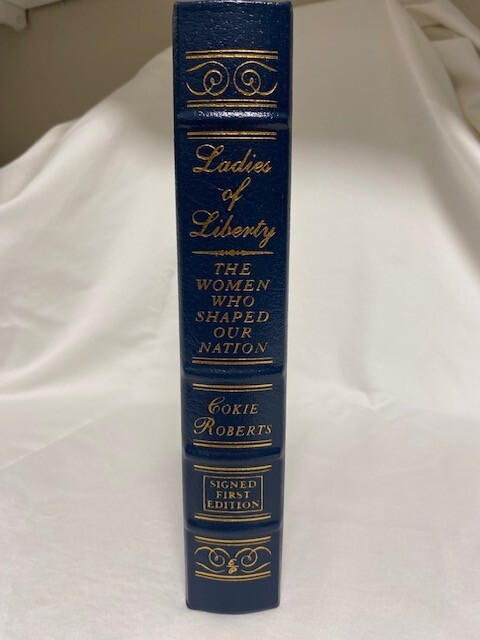 Ladies
of
Liberty
THE
WOMEN
WHO
SHAPED
OUR
NATION
COKIE
ROBERTS
SIGNED
FIRST
EDITION